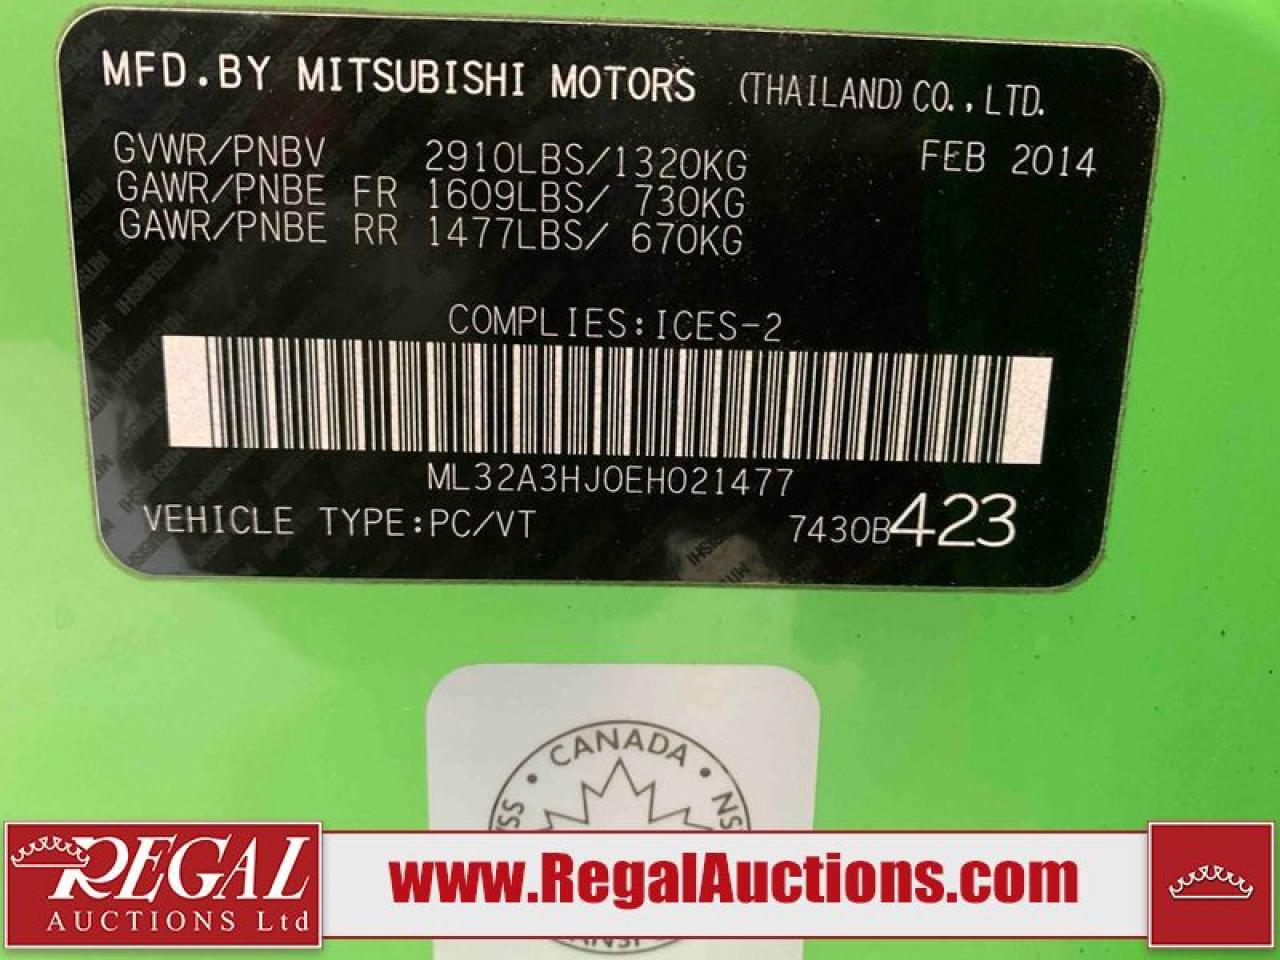 MFD.BY MITSUBISHI MOTORS (THAILAND) CO.,LTD.
GVWR/PNBV 2910LBS/1320KG FEB 2014
GAWR/PNBE FR 1609LBS/ 730KG
GAWR/PNBE RR 1477LBS/ 670KG
COMPLIES:ICES-2
ML32A3HJ0EH021477
VEHICLE TYPE:PC/VT 7430B423
CANADA
REGAL
AUCTIONS Ltd
www.RegalAuctions.com